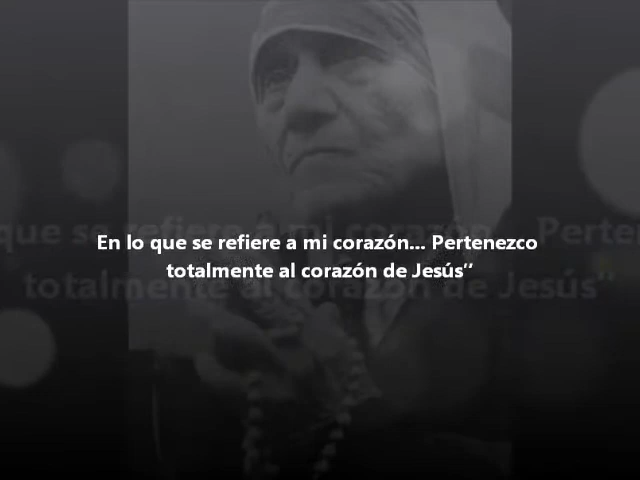 En lo que se refiere a mi corazón... Pertenezco
totalmente al corazón de Jesús”